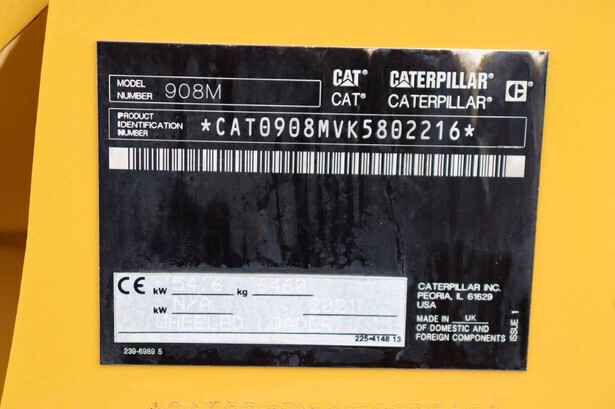 MODEL NUMBER 908M
CAT® CATERPILLAR®
CAT® CATERPILLAR® C
PRODUCT IDENTIFICATION NUMBER *CAT0908MVK5802216*
CE kW 54.6 kg 6460
kW N/A 2021
WHEELED LOADER
225-4148 13
CATERPILLAR INC.
PEORIA, IL 61629
USA
MADE IN UK
OF DOMESTIC AND
FOREIGN COMPONENTS
ISSUE 1
239-6989 5